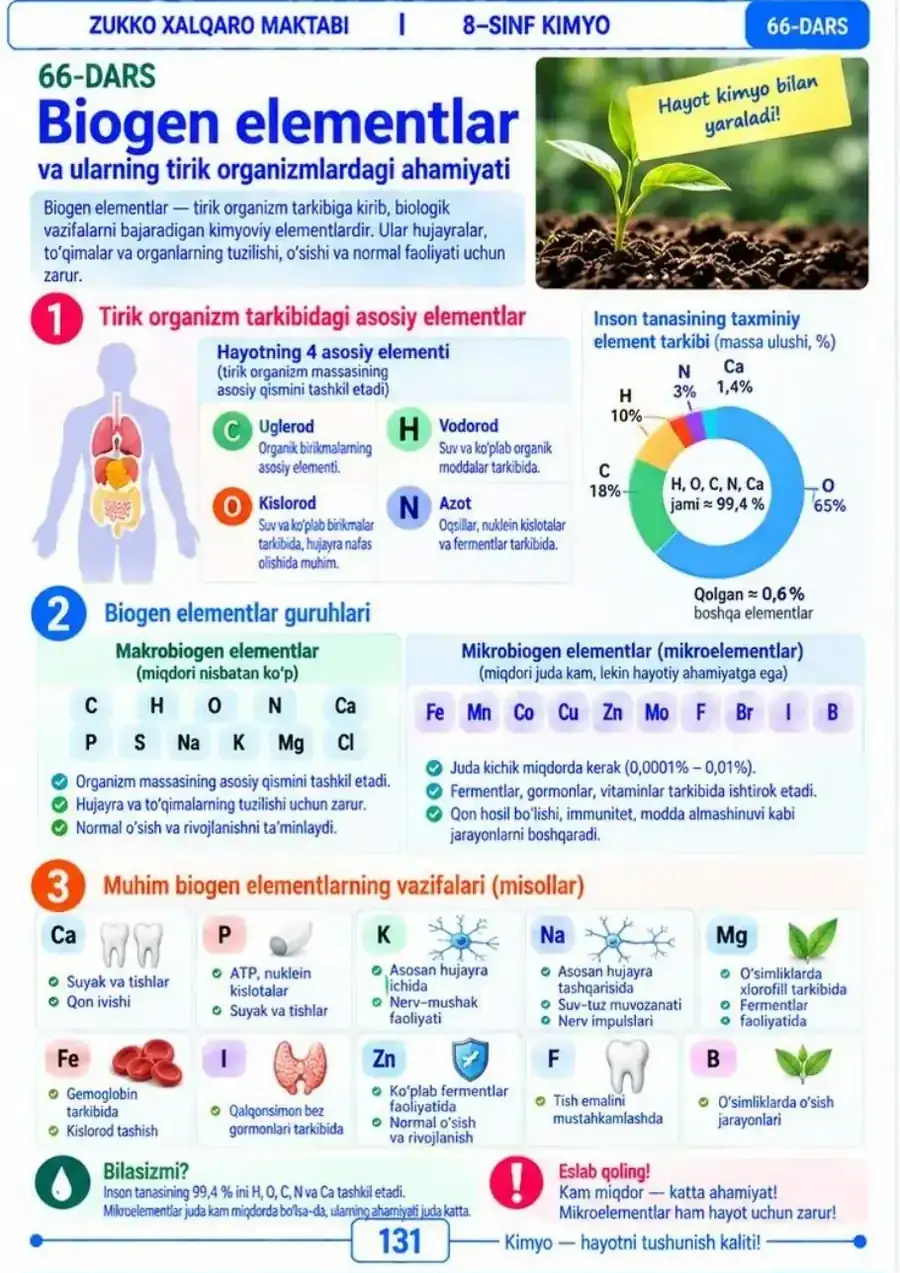 ZUKKO XALQARO MAKTABI | 8–SINF KIMYO
66-DARS
66-DARS
Biogen elementlar
va ularning tirik organizmlardagi ahamiyati
Hayot kimyo bilan
yaraladi!
Biogen elementlar — tirik organizm tarkibiga kirib, biologik
vazifalarni bajaradigan kimyoviy elementlardir. Ular hujayralar,
to‘qimalar va organlarning tuzilishi, o‘sishi va normal faoliyati uchun
zarur.
1 Tirik organizm tarkibidagi asosiy elementlar
Hayotning 4 asosiy elementi
(tirik organizm massasining
asosiy qismini tashkil etadi)
C Uglerod
Organik birikmalarning
asosiy elementi.
H Vodorod
Suv va ko‘plab organik
moddalar tarkibida.
O Kislorod
Suv va ko‘plab birikmalar
tarkibida, hujayra nafas
olishida muhim.
N Azot
Oqsillar, nuklein kislotalar
va fermentlar tarkibida.
Inson tanasining taxminiy
element tarkibi (massa ulushi, %)
Ca
1,4%
N
3%
H
10%
C
18%
H, O, C, N, Ca
jami ≈ 99,4 %
O
65%
Qolgan ≈ 0,6 %
boshqa elementlar
2 Biogen elementlar guruhlari
Makrobiogen elementlar
(miqdori nisbatan ko‘p)
C H O N Ca
P S Na K Mg Cl
Organizm massasining asosiy qismini tashkil etadi.
Hujayra va to‘qimalarning tuzilishi uchun zarur.
Normal o‘sish va rivojlanishni ta’minlaydi.
Mikrobiogen elementlar (mikroelementlar)
(miqdori juda kam, lekin hayotiy ahamiyatga ega)
Fe Mn Co Cu Zn Mo F Br I B
Juda kichik miqdorda kerak (0,0001% – 0,01%).
Fermentlar, gormonlar, vitaminlar tarkibida ishtirok etadi.
Qon hosil bo‘lishi, immunitet, modda almashinuvi kabi
jarayonlarni boshqaradi.
3 Muhim biogen elementlarning vazifalari (misollar)
Ca
Suyak va tishlar
Qon ivishi
P
ATP, nuklein
kislotalar
Suyak va tishlar
K
Asosan hujayra
ichida
Nerv–mushak
faoliyati
Na
Asosan hujayra
tashqarisida
Suv-tuz muvozanati
Nerv impulslari
Mg
O‘simliklarda
xlorofill tarkibida
Fermentlar
faoliyatida
Fe
Gemoglobin
tarkibida
Kislorod tashish
I
Qalqonsimon bez
gormonlari tarkibida
Zn
Ko‘plab fermentlar
faoliyatida
Normal o‘sish
va rivojlanish
F
Tish emalini
mustahkamlashda
B
O‘simliklarda o‘sish
jarayonlari
Bilasizmi?
Inson tanasining 99,4 % ini H, O, C, N va Ca tashkil etadi.
Mikroelementlar juda kam miqdorda bo‘lsa-da, ularning ahamiyati juda katta.
Eslab qoling!
Kam miqdor — katta ahamiyat!
Mikroelementlar ham hayot uchun zarur!
131
Kimyo — hayotni tushunish kaliti!